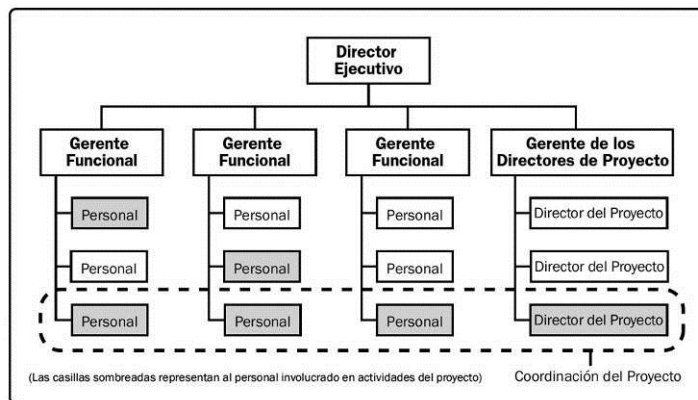 Director
Ejecutivo
Gerente
Funcional
Gerente
Funcional
Gerente
Funcional
Gerente de los
Directores de Proyecto
Personal
Personal
Personal
Director del Proyecto
Personal
Personal
Personal
Director del Proyecto
Personal
Personal
Personal
Director del Proyecto
(Las casillas sombreadas representan al personal involucrado en actividades del proyecto)
Coordinación del Proyecto